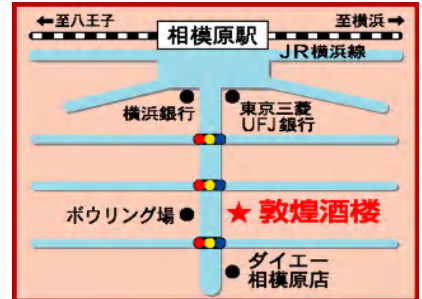 ←至八王子
至横浜→
相模原駅
JR横浜線
横浜銀行
東京三菱
UFJ銀行
ボウリング場
★敦煌酒楼
ダイエー
相模原店